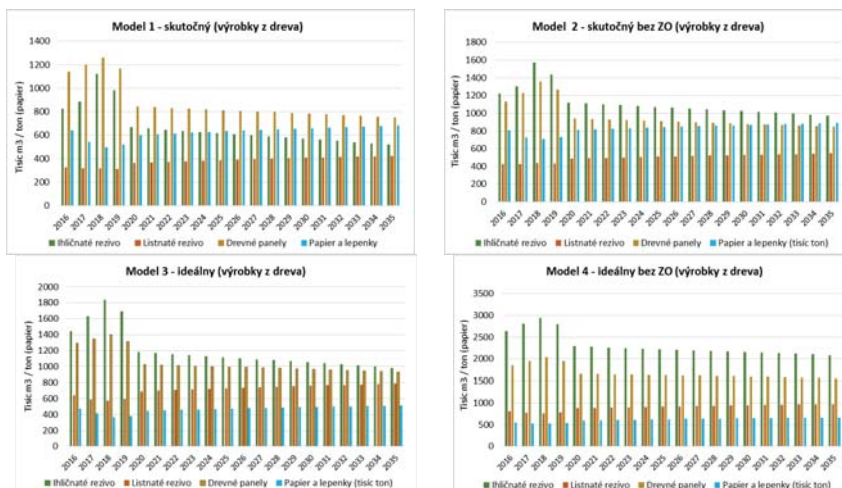 Model 1 - skutočný (výrobky z dreva)
Tisíc m3 / ton (papier)
1400
1200
1000
800
600
400
200
0
2016 2017 2018 2019 2020 2021 2022 2023 2024 2025 2026 2027 2028 2029 2030 2031 2032 2033 2034 2035
Ihličnaté rezivo Listnaté rezivo Drevné panely Papier a lepenky
Model 2 - skutočný bez ZO (výrobky z dreva)
Tisíc m3 / ton (papier)
1800
1600
1400
1200
1000
800
600
400
200
0
2016 2017 2018 2019 2020 2021 2022 2023 2024 2025 2026 2027 2028 2029 2030 2031 2032 2033 2034 2035
Ihličnaté rezivo Listnaté rezivo Drevné panely Papier a lepenky (tisíc ton)
Model 3 - ideálny (výrobky z dreva)
Tisíc m3 / ton (papier)
2000
1800
1600
1400
1200
1000
800
600
400
200
0
2016 2017 2018 2019 2020 2021 2022 2023 2024 2025 2026 2027 2028 2029 2030 2031 2032 2033 2034 2035
Ihličnaté rezivo Listnaté rezivo Drevné panely Papier a lepenky (tisíc ton)
Model 4 - ideálny bez ZO (výrobky z dreva)
Tisíc m3 / ton (papier)
3500
3000
2500
2000
1500
1000
500
0
2016 2017 2018 2019 2020 2021 2022 2023 2024 2025 2026 2027 2028 2029 2030 2031 2032 2033 2034 2035
Ihličnaté rezivo Listnaté rezivo Drevné panely Papier a lepenky (tisíc ton)